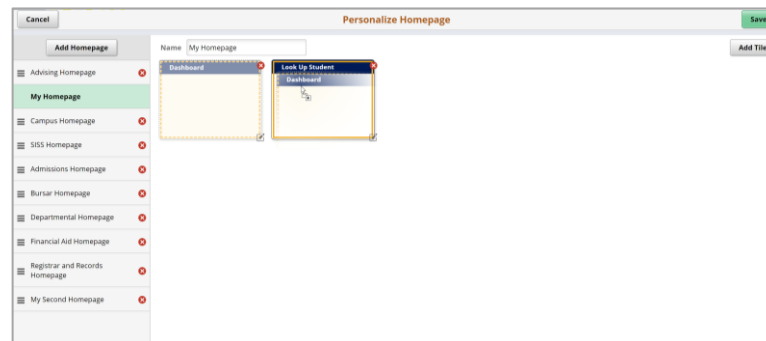 Cancel
Personalize Homepage
Save
Add Homepage
Name My Homepage
Add Tile
Advising Homepage
My Homepage
Campus Homepage
SISS Homepage
Admissions Homepage
Bursar Homepage
Departmental Homepage
Financial Aid Homepage
Registrar and Records
Homepage
My Second Homepage
Dashboard
Look Up Student
Dashboard